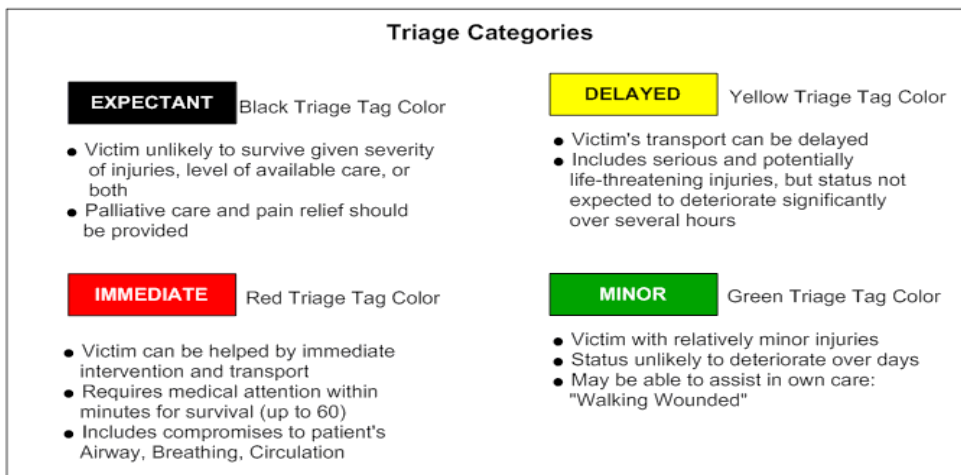 Triage Categories
EXPECTANT Black Triage Tag Color
● Victim unlikely to survive given severity
of injuries, level of available care, or
both
● Palliative care and pain relief should
be provided
DELAYED Yellow Triage Tag Color
● Victim's transport can be delayed
● Includes serious and potentially
life-threatening injuries, but status not
expected to deteriorate significantly
over several hours
IMMEDIATE Red Triage Tag Color
● Victim can be helped by immediate
intervention and transport
● Requires medical attention within
minutes for survival (up to 60)
● Includes compromises to patient's
Airway, Breathing, Circulation
MINOR Green Triage Tag Color
● Victim with relatively minor injuries
● Status unlikely to deteriorate over days
● May be able to assist in own care:
"Walking Wounded"